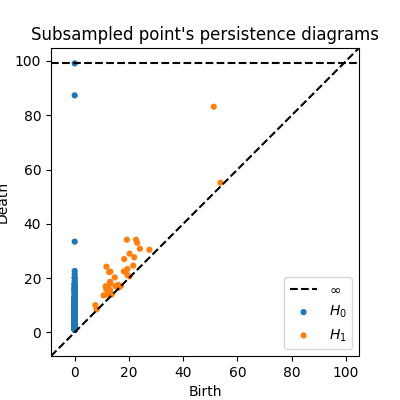 Subsampled point's persistence diagrams
100
80
60
40
20
0
Death
∞
H₀
H₁
0 20 40 60 80 100
Birth